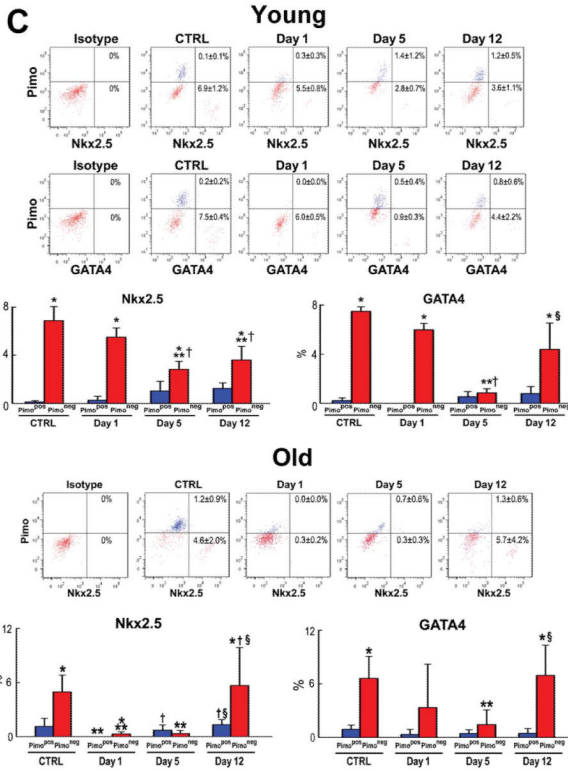 C
Young
Isotype CTRL Day 1 Day 5 Day 12
0% 0.1±0.1% 0.3±0.3% 1.4±1.2% 1.2±0.5%
Pimo
0% 6.9±1.2% 5.5±0.8% 2.8±0.7% 3.6±1.1%
Nkx2.5 Nkx2.5 Nkx2.5 Nkx2.5 Nkx2.5
0% 0.2±0.2% 0.0±0.0% 0.5±0.4% 0.8±0.6%
Pimo
0% 7.5±0.4% 6.0±0.5% 0.9±0.3% 4.4±2.2%
GATA4 GATA4 GATA4 GATA4 GATA4
Nkx2.5 GATA4
8 8
* * * ** † * ** † * * **† * §
4 % 4
0 0
Pimopos Pimoneg Pimopos Pimoneg Pimopos Pimoneg Pimopos Pimoneg Pimopos Pimoneg Pimopos Pimoneg Pimopos Pimoneg Pimopos Pimoneg
CTRL Day 1 Day 5 Day 12 CTRL Day 1 Day 5 Day 12
Old
Isotype CTRL Day 1 Day 5 Day 12
0% 1.2±0.9% 0.0±0.0% 0.7±0.6% 1.3±0.6%
Pimo
0% 4.6±2.0% 0.3±0.2% 0.3±0.3% 5.7±4.2%
Nkx2.5 Nkx2.5 Nkx2.5 Nkx2.5 Nkx2.5
Nkx2.5 GATA4
12 12
* ** * ** † ** †§ *†§ * ** *§
6 % 6
0 0
Pimopos Pimoneg Pimopos Pimoneg Pimopos Pimoneg Pimopos Pimoneg Pimopos Pimoneg Pimopos Pimoneg Pimopos Pimoneg Pimopos Pimoneg
CTRL Day 1 Day 5 Day 12 CTRL Day 1 Day 5 Day 12